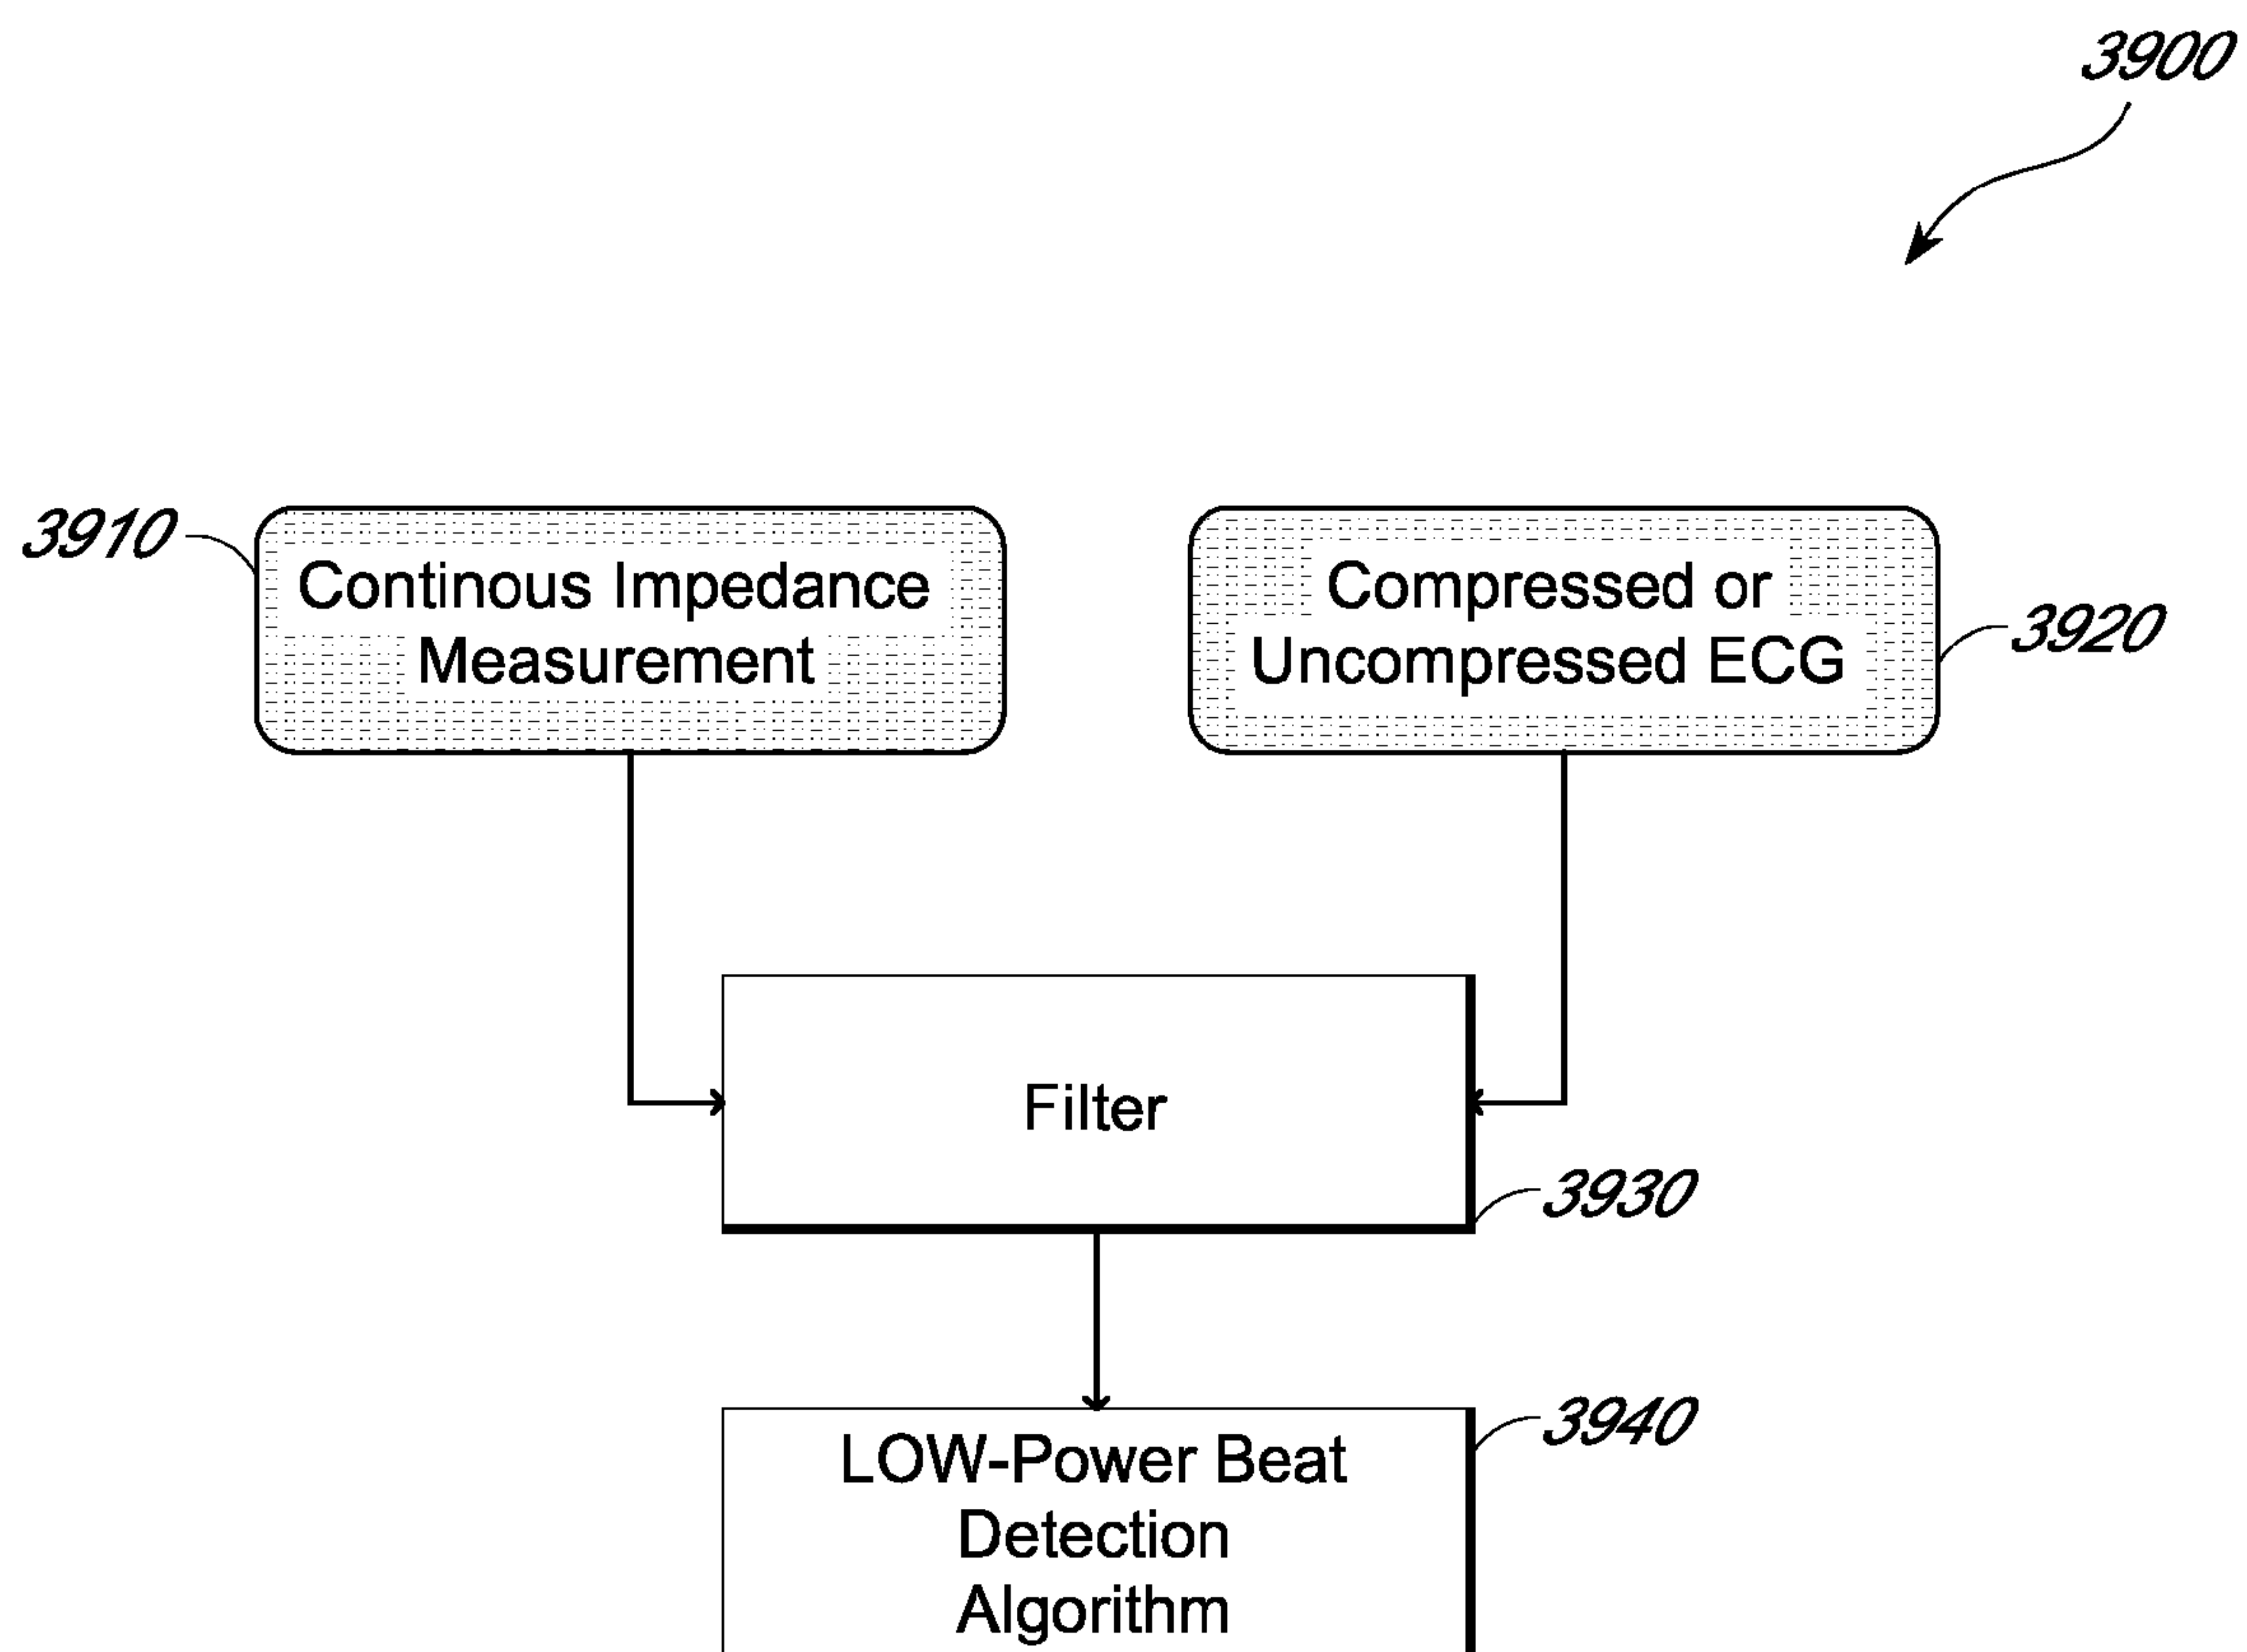 3900
3910
Continous Impedance
Measurement
Compressed or
Uncompressed ECG
3920
Filter
3930
3940
LOW-Power Beat
Detection
Algorithm